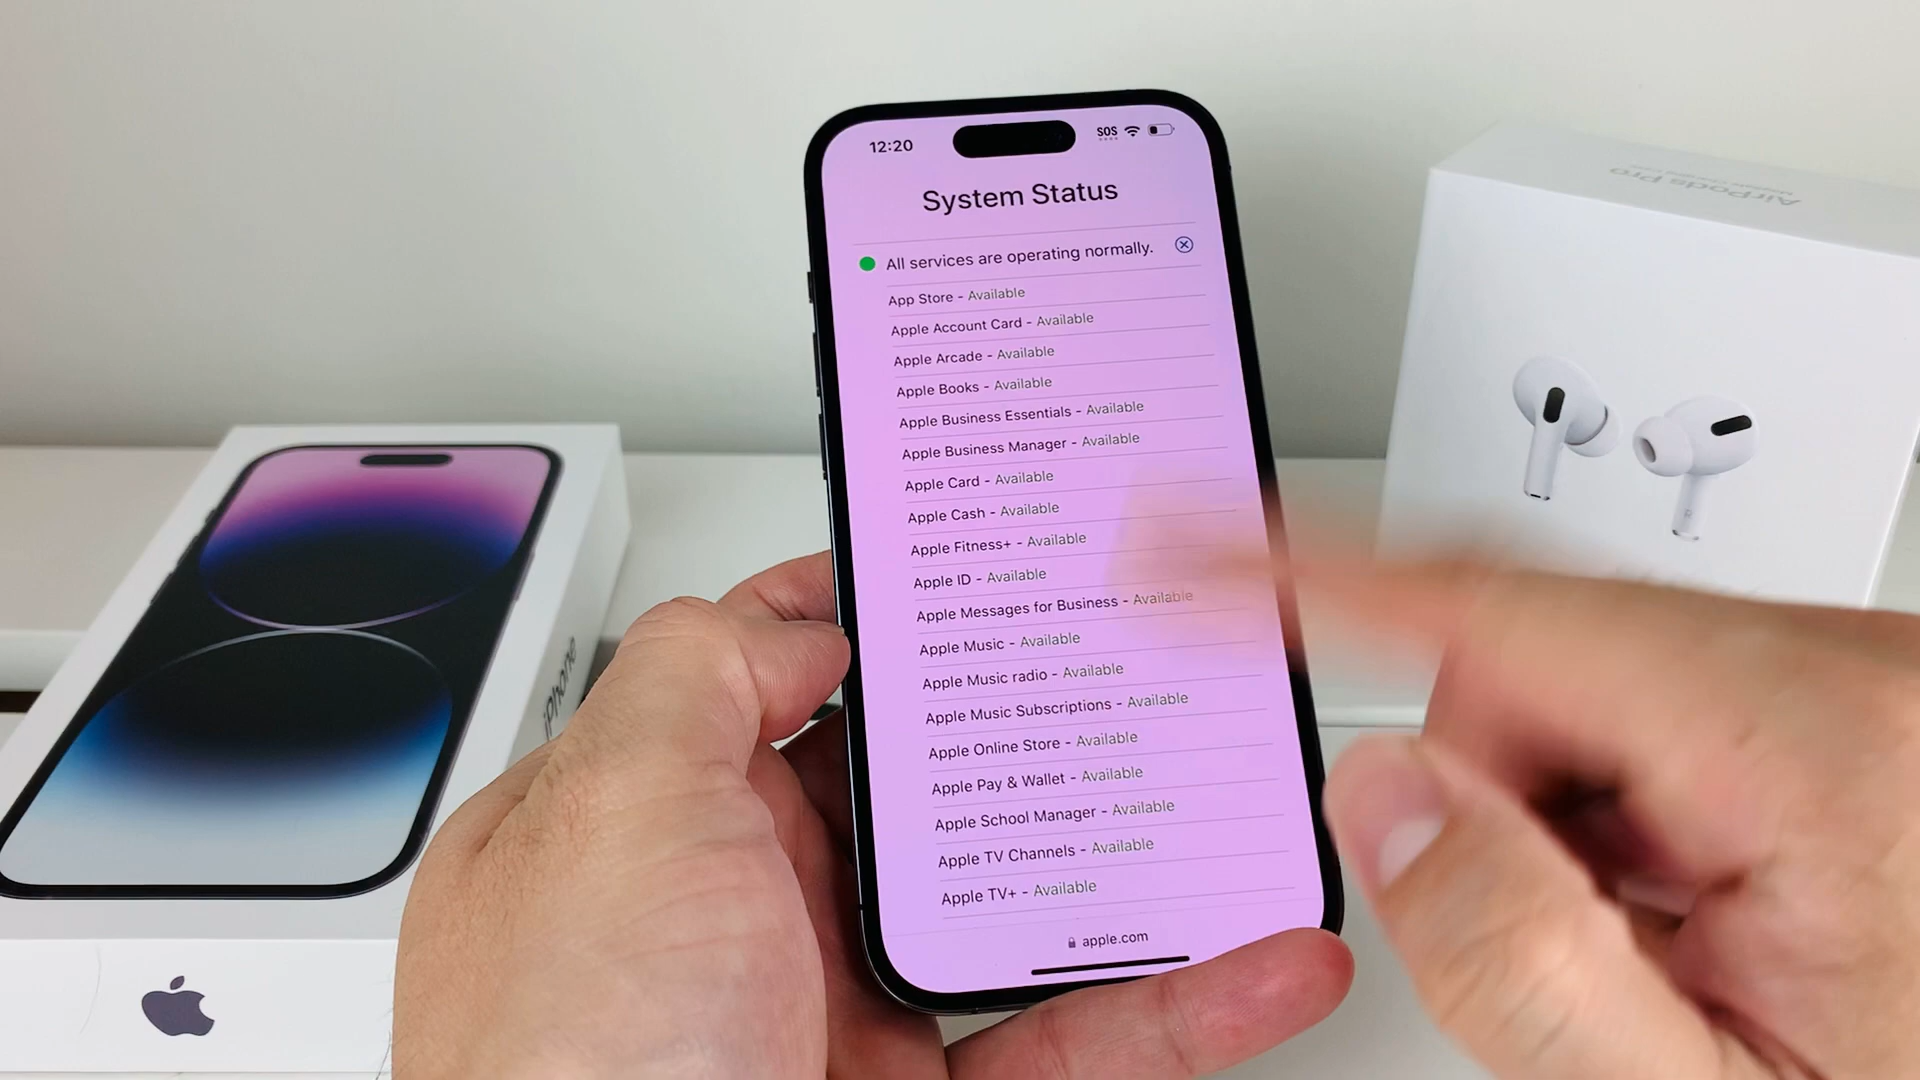 12:20
SOS
System Status
All services are operating normally.
App Store - Available
Apple Account Card - Available
Apple Arcade - Available
Apple Books - Available
Apple Business Essentials - Available
Apple Business Manager - Available
Apple Card - Available
Apple Cash - Available
Apple Fitness+ - Available
Apple ID - Available
Apple Messages for Business - Available
Apple Music - Available
Apple Music radio - Available
Apple Music Subscriptions - Available
Apple Online Store - Available
Apple Pay & Wallet - Available
Apple School Manager - Available
Apple TV Channels - Available
Apple TV+ - Available
apple.com
iPhone
AirPods Pro
R